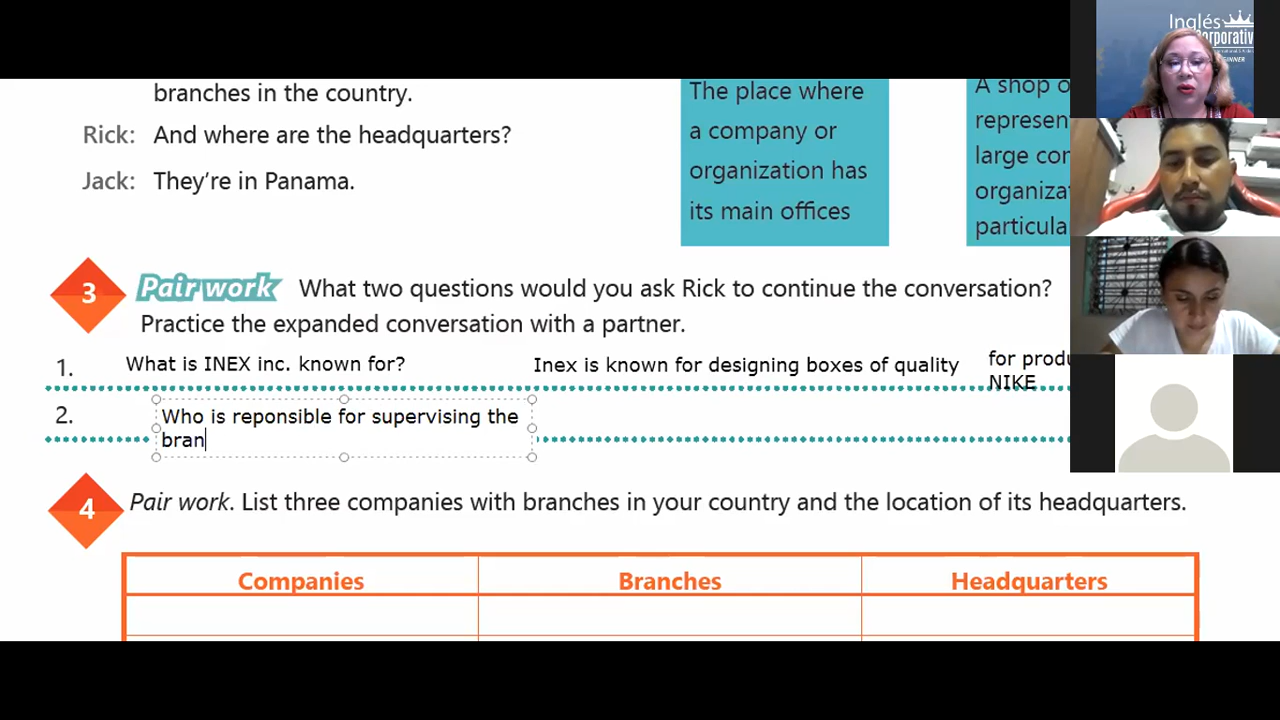 Inglés
Corporativ
branches in the country.
Rick: And where are the headquarters?
Jack: They're in Panama.
The place where
a company or
organization has
its main offices
A shop o
represen
large cor
organiza
particula
3 Pair work What two questions would you ask Rick to continue the conversation?
Practice the expanded conversation with a partner.
1. What is INEX inc. known for? Inex is known for designing boxes of quality for produ
NIKE
2. Who is reponsible for supervising the
bran
4 Pair work. List three companies with branches in your country and the location of its headquarters.
Companies Branches Headquarters